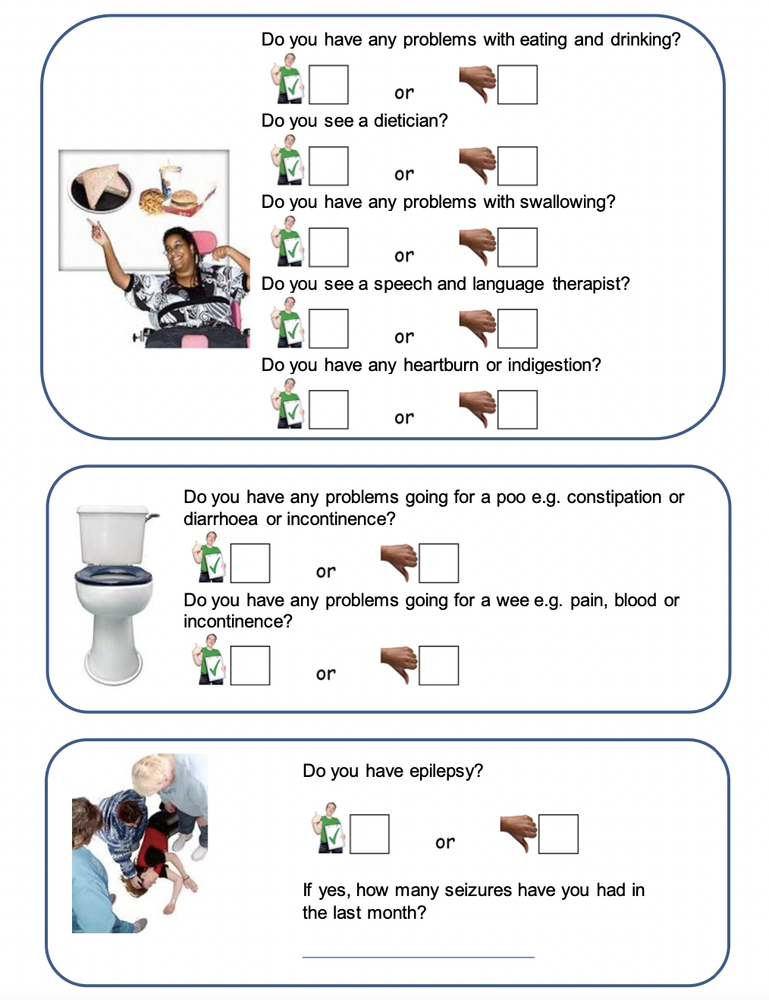 Do you have any problems with eating and drinking?
or
Do you see a dietician?
or
Do you have any problems with swallowing?
or
Do you see a speech and language therapist?
or
Do you have any heartburn or indigestion?
or
Do you have any problems going for a poo e.g. constipation or
diarrhoea or incontinence?
or
Do you have any problems going for a wee e.g. pain, blood or
incontinence?
or
Do you have epilepsy?
or
If yes, how many seizures have you had in
the last month?